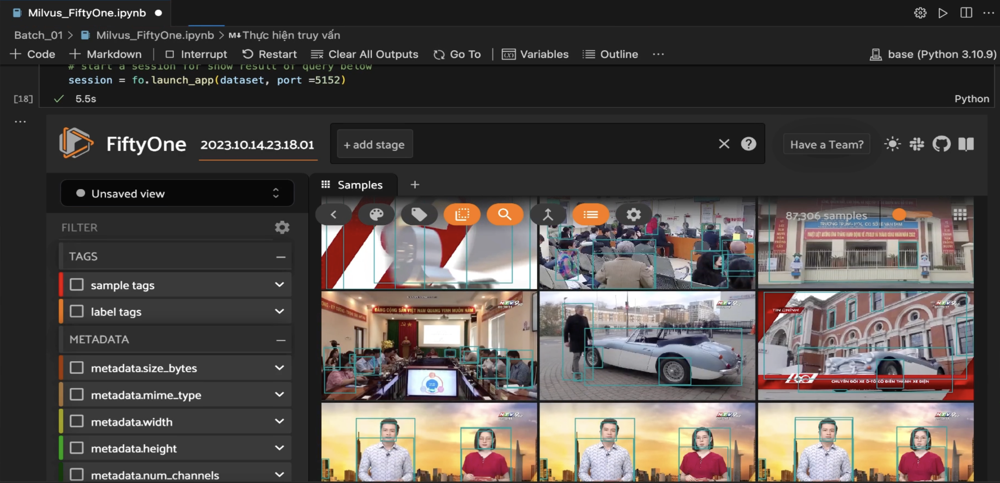 Milvus_FiftyOne.ipynb
Batch_01 > Milvus_FiftyOne.ipynb > M↓Thực hiện truy vấn
+ Code + Markdown Interrupt Restart Clear All Outputs Go To Variables Outline ...
base (Python 3.10.9)
# start a session for show result of query below
session = fo.launch_app(dataset, port =5152)
[18] 5.5s
Python
FiftyOne 2023.10.14.23.18.01 + add stage Have a Team?
Unsaved view
Samples +
87,306 samples
FILTER
TAGS
sample tags
label tags
METADATA
metadata.size_bytes
metadata.mime_type
metadata.width
metadata.height
metadata.num_channels
ĐẢNG CỘNG SẢN VIỆT NAM QUANG VINH MUÔN NĂM
HTV9
HTV9
TIN CHÍNH
HTV9
CHUYỂN ĐỔI XE Ô-TÔ CỔ ĐIỂN THÀNH XE ĐIỆN
HTV9
HTV9
HTV9